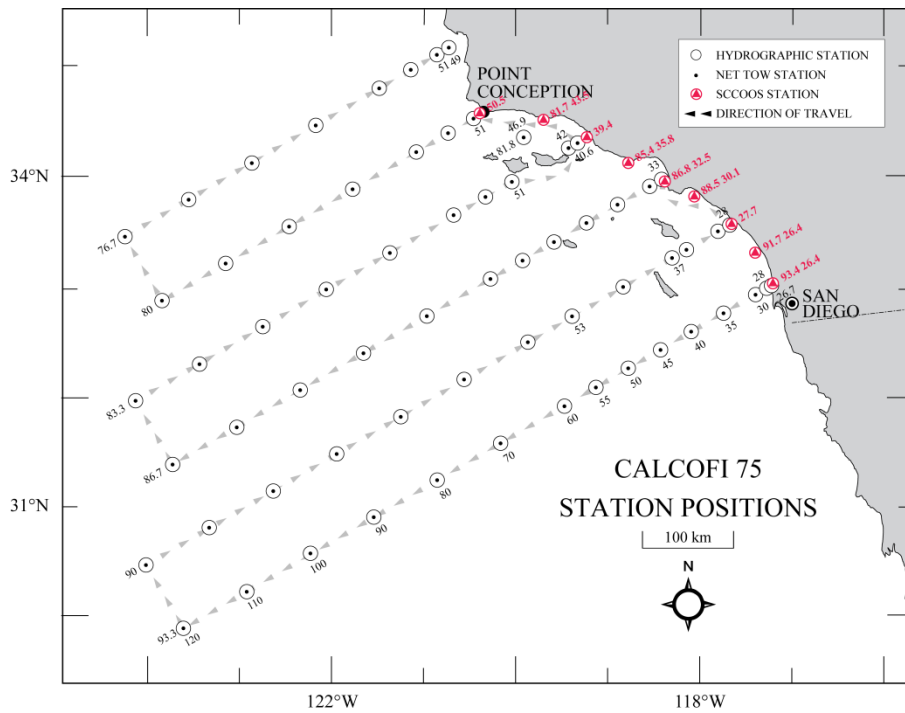 51 49
POINT
CONCEPTION
HYDROGRAPHIC STATION
NET TOW STATION
SCCOOS STATION
DIRECTION OF TRAVEL
50.5
51
81.7 43.5
46.9
42
39.4
81.8
40.6
85.4 35.8
34°N
33
86.8 32.5
51
88.5 30.1
28
27.7
76.7
91.7 26.4
37
28
93.4 26.4
26.7
30
SAN
DIEGO
80
35
53
40
45
50
55
83.3
60
86.7
70
CALCOFI 75
STATION POSITIONS
80
31°N
90
100 km
100
90
N
110
93.3
120
122°W
118°W